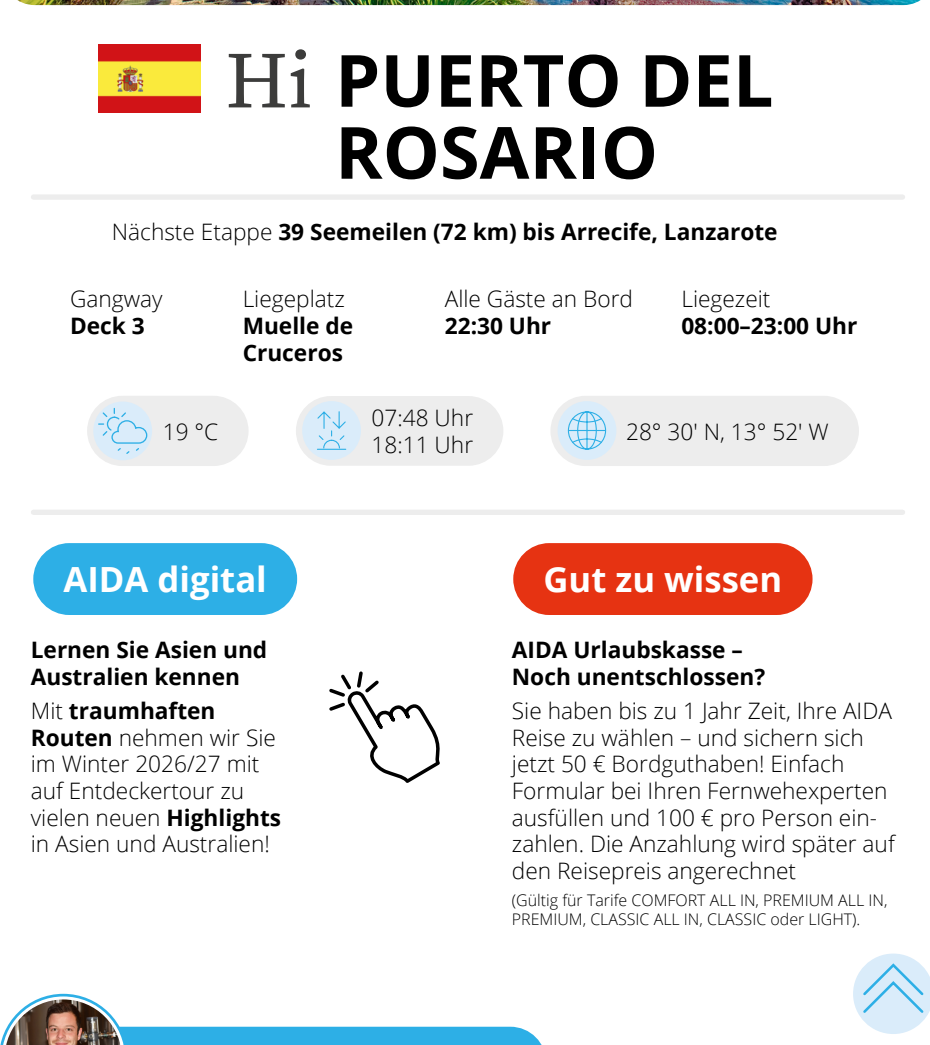 Hi PUERTO DEL
ROSARIO
Nächste Etappe 39 Seemeilen (72 km) bis Arrecife, Lanzarote
Gangway
Deck 3
Liegeplatz
Muelle de
Cruceros
Alle Gäste an Bord
22:30 Uhr
Liegezeit
08:00–23:00 Uhr
19 °C
07:48 Uhr
18:11 Uhr
28° 30' N, 13° 52' W
AIDA digital
Lernen Sie Asien und
Australien kennen
Mit traumhaften
Routen nehmen wir Sie
im Winter 2026/27 mit
auf Entdeckertour zu
vielen neuen Highlights
in Asien und Australien!
Gut zu wissen
AIDA Urlaubskasse –
Noch unentschlossen?
Sie haben bis zu 1 Jahr Zeit, Ihre AIDA
Reise zu wählen – und sichern sich
jetzt 50 € Bordguthaben! Einfach
Formular bei Ihren Fernwehexperten
ausfüllen und 100 € pro Person ein-
zahlen. Die Anzahlung wird später auf
den Reisepreis angerechnet
(Gültig für Tarife COMFORT ALL IN, PREMIUM ALL IN,
PREMIUM, CLASSIC ALL IN, CLASSIC oder LIGHT).